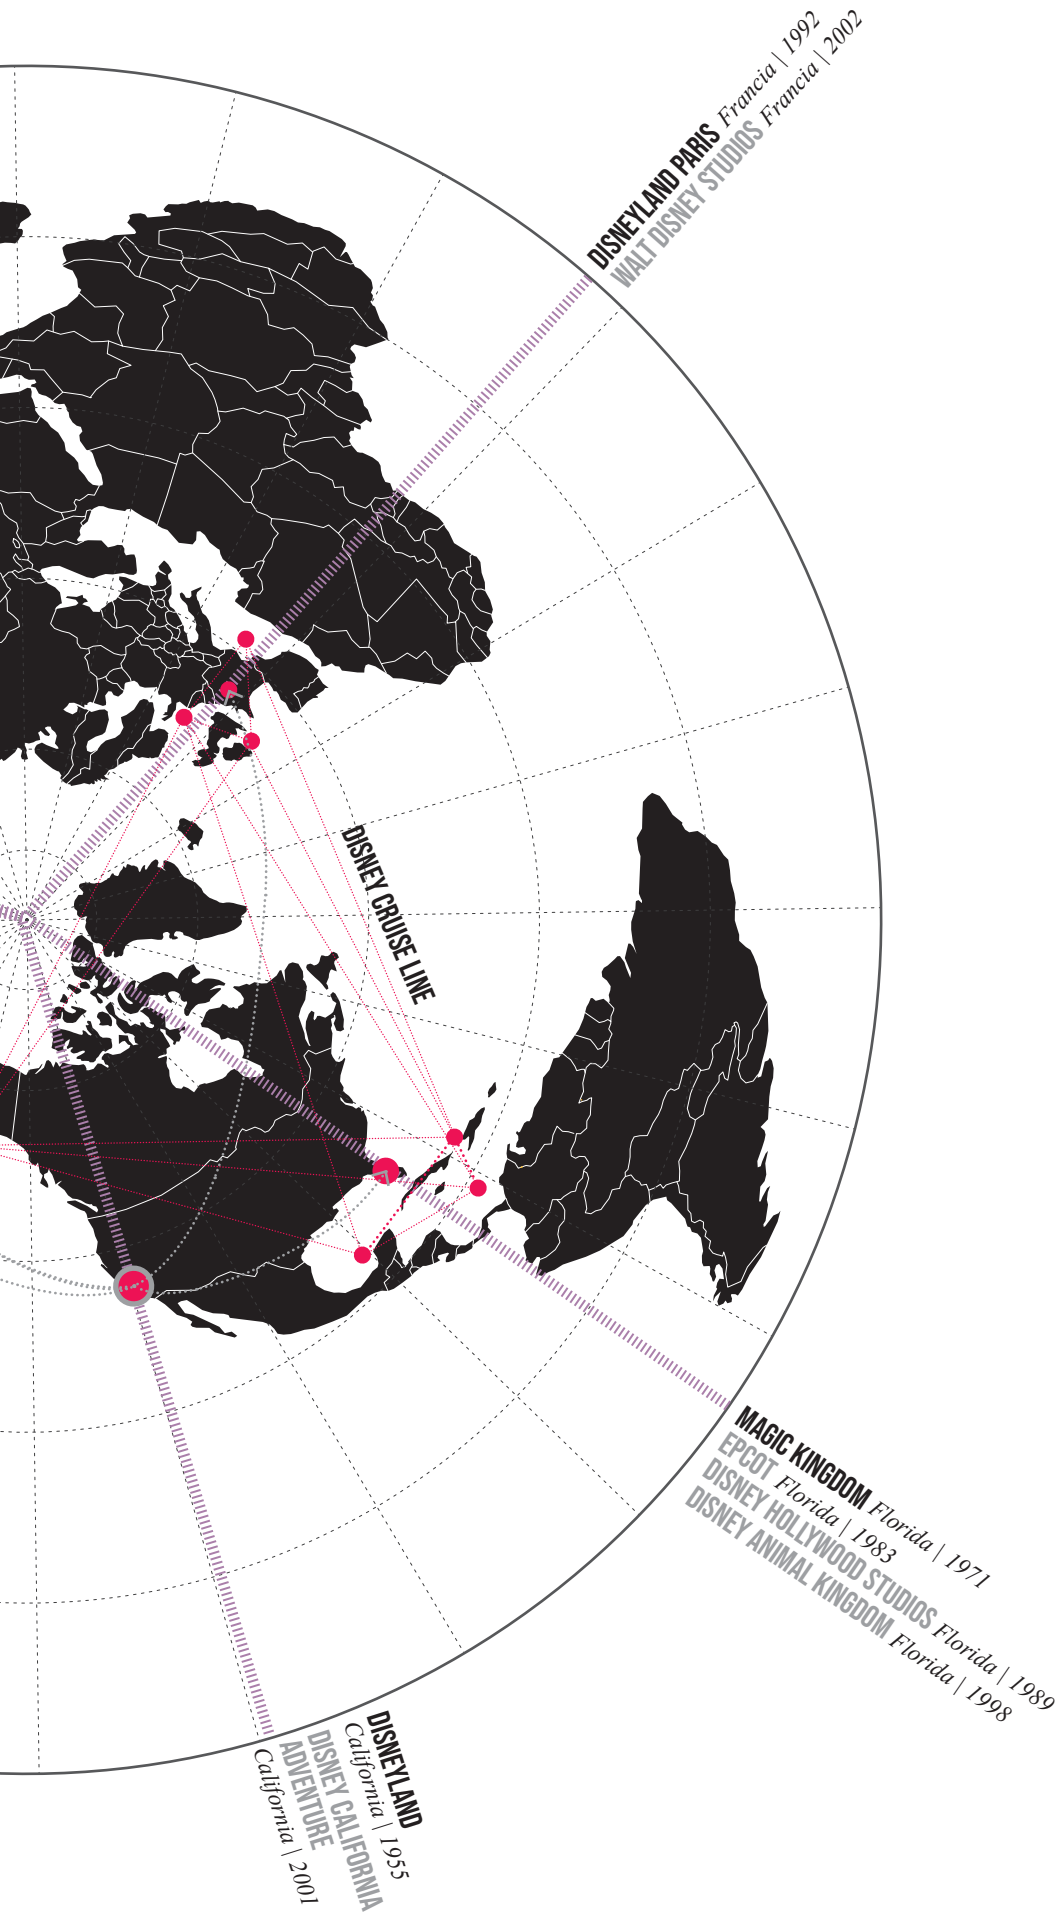 DISNEYLAND PARIS Francia | 1992
WALT DISNEY STUDIOS Francia | 2002
DISNEY CRUISE LINE
MAGIC KINGDOM Florida | 1971
EPCOT Florida | 1983
DISNEY HOLLYWOOD STUDIOS Florida | 1989
DISNEY ANIMAL KINGDOM Florida | 1998
DISNEYLAND
California | 1955
DISNEY CALIFORNIA
ADVENTURE
California | 2001